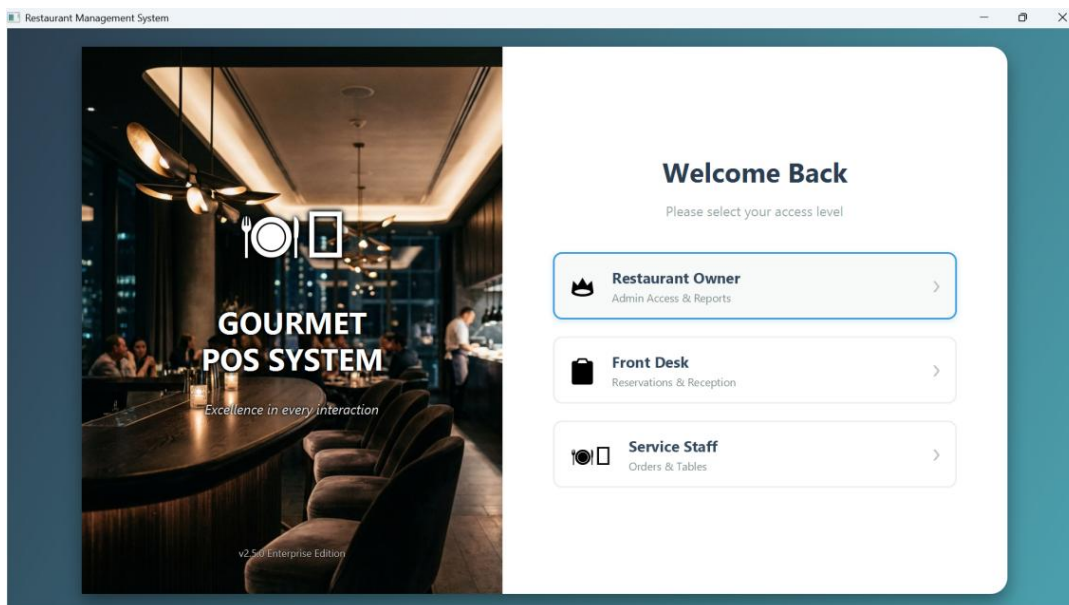 Restaurant Management System
GOURMET
POS SYSTEM
Excellence in every interaction
v2.5.0 Enterprise Edition
Welcome Back
Please select your access level
Restaurant Owner
Admin Access & Reports
Front Desk
Reservations & Reception
Service Staff
Orders & Tables